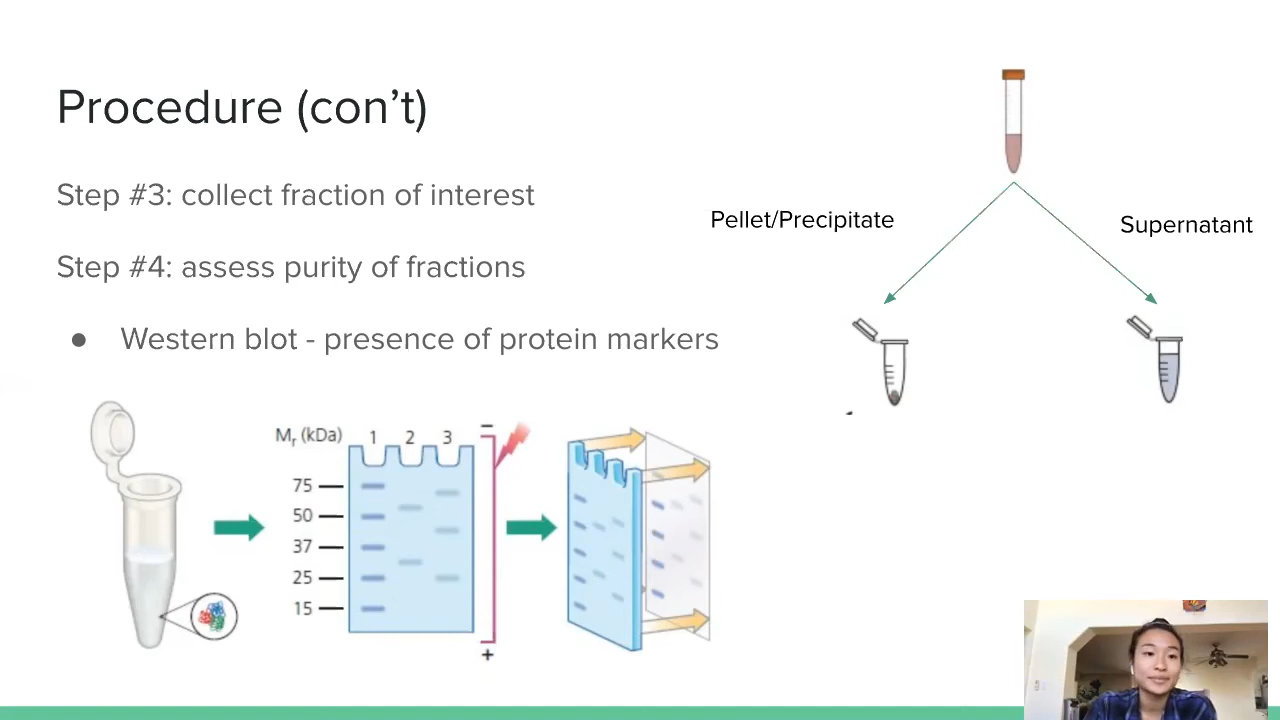 Procedure (con’t)
Step #3: collect fraction of interest
Step #4: assess purity of fractions
● Western blot - presence of protein markers
Pellet/Precipitate
Supernatant
Mr (kDa) 1 2 3 −
75
50
37
25
15
+